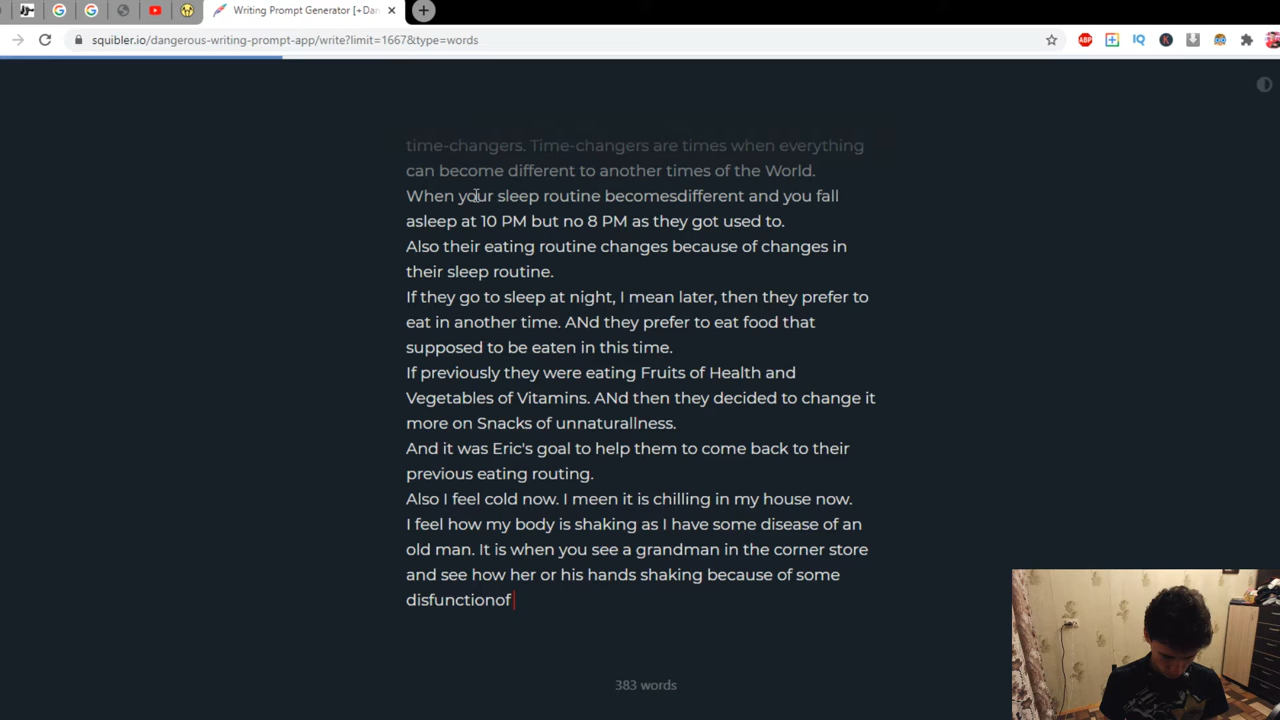 Writing Prompt Generator [+Dan
squibler.io/dangerous-writing-prompt-app/write?limit=1667&type=words
ABP
IQ
K
time-changers. Time-changers are times when everything
can become different to another times of the World.
When your sleep routine becomesdifferent and you fall
asleep at 10 PM but no 8 PM as they got used to.
Also their eating routine changes because of changes in
their sleep routine.
If they go to sleep at night, I mean later, then they prefer to
eat in another time. ANd they prefer to eat food that
supposed to be eaten in this time.
If previously they were eating Fruits of Health and
Vegetables of Vitamins. ANd then they decided to change it
more on Snacks of unnaturallness.
And it was Eric's goal to help them to come back to their
previous eating routing.
Also I feel cold now. I meen it is chilling in my house now.
I feel how my body is shaking as I have some disease of an
old man. It is when you see a grandman in the corner store
and see how her or his hands shaking because of some
disfunctionof
383 words